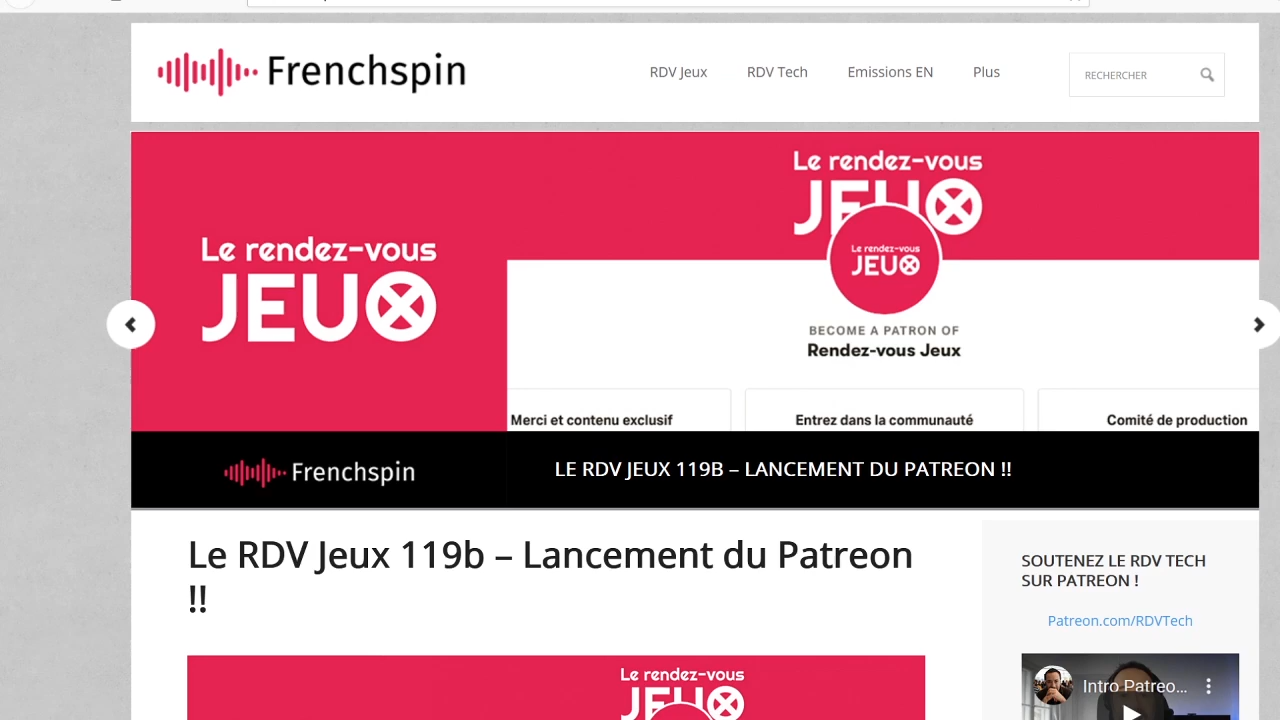 Frenchspin
RDV Jeux
RDV Tech
Emissions EN
Plus
RECHERCHER
Le rendez-vous
JEUX
Le rendez-vous
JEUX
Le rendez-vous
JEUX
BECOME A PATRON OF
Rendez-vous Jeux
Merci et contenu exclusif
Entrez dans la communauté
Comité de production
Frenchspin
LE RDV JEUX 119B – LANCEMENT DU PATREON !!
Le RDV Jeux 119b – Lancement du Patreon
!!
SOUTENEZ LE RDV TECH
SUR PATREON !
Patreon.com/RDVTech
Le rendez-vous
JEUX
Intro Patreo...